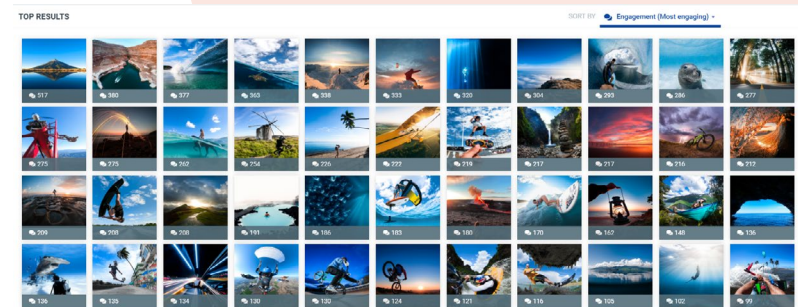 TOP RESULTS
SORT BY Engagement (Most engaging)
517 380 377 365 338 333 320 304 293 286 277
275 275 262 254 226 222 219 217 217 216 212
209 208 208 191 186 183 180 170 162 148 136
136 135 134 130 130 124 121 116 105 102 99